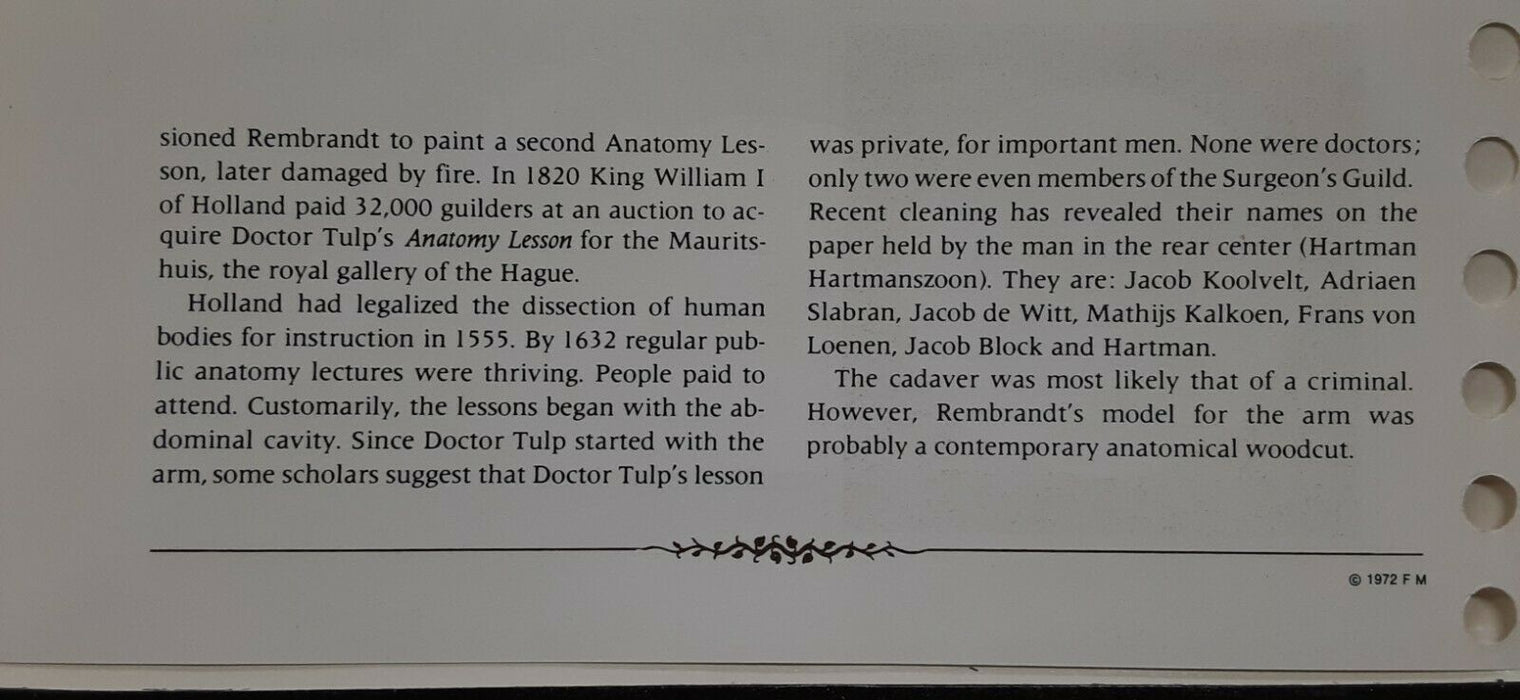 sioned Rembrandt to paint a second Anatomy Les-
son, later damaged by fire. In 1820 King William I
of Holland paid 32,000 guilders at an auction to ac-
quire Doctor Tulp's Anatomy Lesson for the Maurits-
huis, the royal gallery of the Hague.
Holland had legalized the dissection of human
bodies for instruction in 1555. By 1632 regular pub-
lic anatomy lectures were thriving. People paid to
attend. Customarily, the lessons began with the ab-
dominal cavity. Since Doctor Tulp started with the
arm, some scholars suggest that Doctor Tulp's lesson
was private, for important men. None were doctors;
only two were even members of the Surgeon's Guild.
Recent cleaning has revealed their names on the
paper held by the man in the rear center (Hartman
Hartmanszoon). They are: Jacob Koolvelt, Adriaen
Slabran, Jacob de Witt, Mathijs Kalkoen, Frans von
Loenen, Jacob Block and Hartman.
The cadaver was most likely that of a criminal.
However, Rembrandt's model for the arm was
probably a contemporary anatomical woodcut.
© 1972 F M